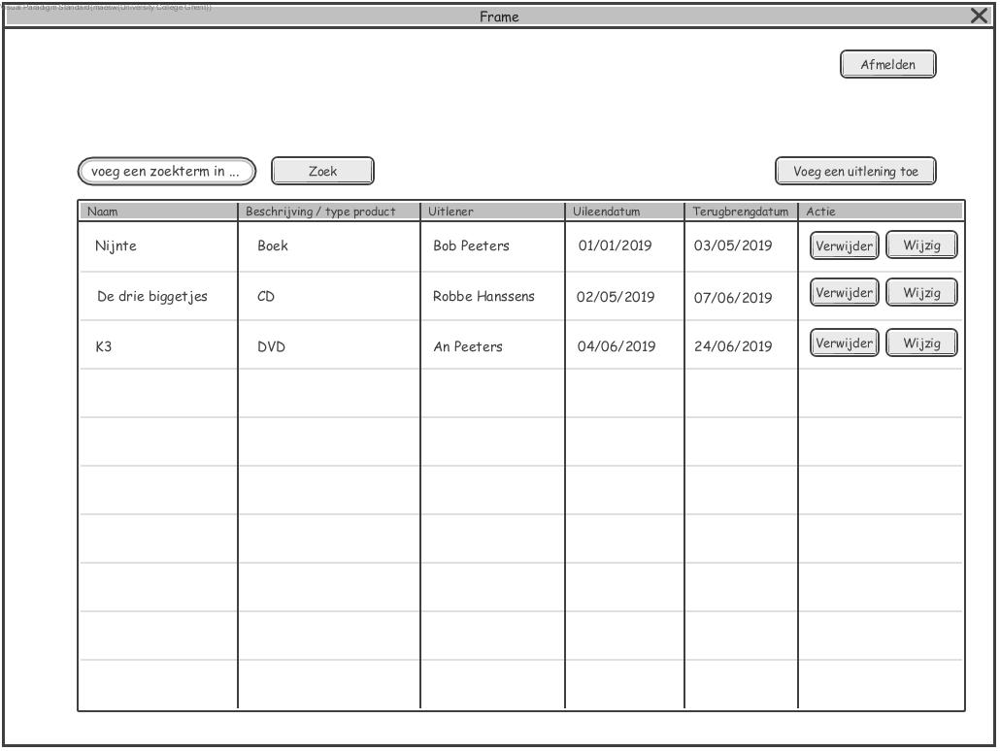 Visual Paradigm Standard(maesw(University College Ghent))
Frame
Afmelden
voeg een zoekterm in ...
Zoek
Voeg een uitlening toe
Naam Beschrijving / type product Uitlener Uileendatum Terugbrengdatum Actie
Nijnte Boek Bob Peeters 01/01/2019 03/05/2019 Verwijder Wijzig
De drie biggetjes CD Robbe Hanssens 02/05/2019 07/06/2019 Verwijder Wijzig
K3 DVD An Peeters 04/06/2019 24/06/2019 Verwijder Wijzig